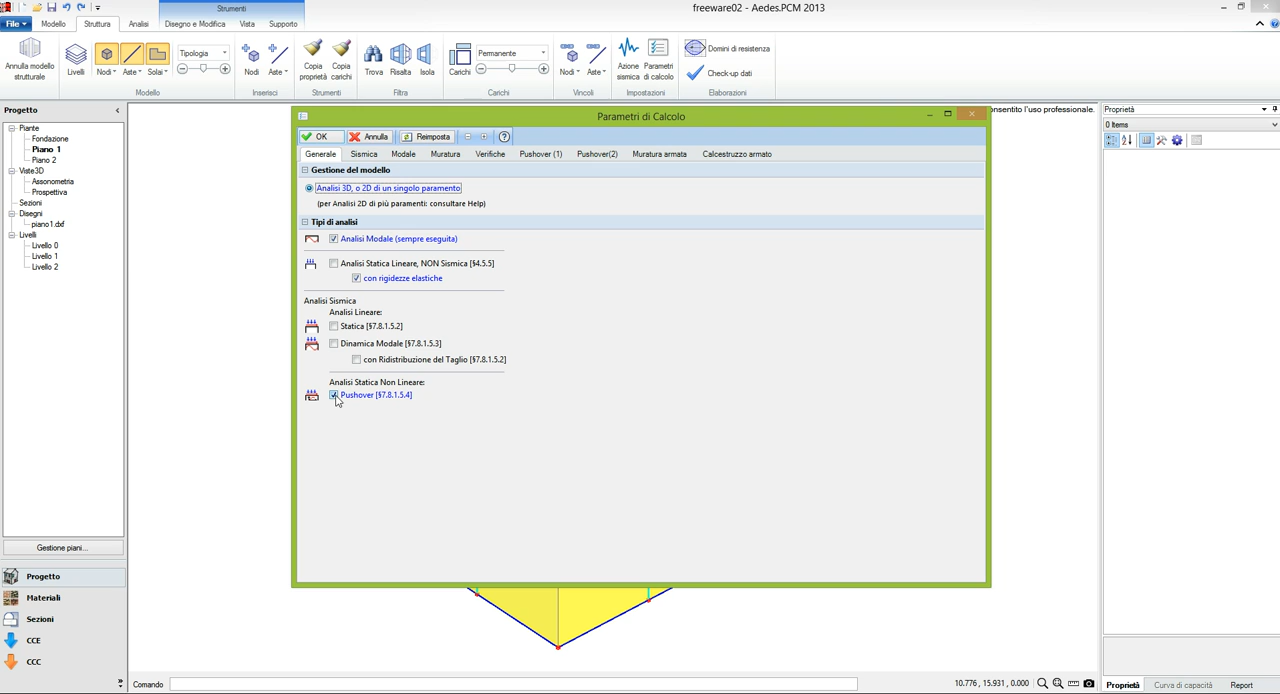 freeware02 - Aedes.PCM 2013
Strumenti
File
Modello
Struttura
Analisi
Disegno e Modifica
Vista
Supporto
Annulla modello
strutturale
Livelli
Nodi
Aste
Solai
Tipologia
Modello
Nodi
Aste
Inserisci
Copia
proprietà
Copia
carichi
Strumenti
Trova
Risalta
Isola
Filtra
Carichi
Permanente
Carichi
Nodi
Aste
Vincoli
Azione
sismica
Parametri
di calcolo
Impostazioni
Domini di resistenza
Check-up dati
Elaborazioni
Progetto
Piante
Fondazione
Piano 1
Piano 2
Viste3D
Assonometria
Prospettiva
Sezioni
Disegni
piano1.dxf
Livelli
Livello 0
Livello 1
Livello 2
Gestione piani...
Progetto
Materiali
Sezioni
CCE
CCC
Parametri di Calcolo
OK
Annulla
Reimposta
Generale
Sismica
Modale
Muratura
Verifiche
Pushover (1)
Pushover(2)
Muratura armata
Calcestruzzo armato
Gestione del modello
Analisi 3D, o 2D di un singolo paramento
(per Analisi 2D di più paramenti: consultare Help)
Tipi di analisi
Analisi Modale (sempre eseguita)
Analisi Statica Lineare, NON Sismica [§4.5.5]
con rigidezze elastiche
Analisi Sismica
Analisi Lineare:
Statica [§7.8.1.5.2]
Dinamica Modale [§7.8.1.5.3]
con Ridistribuzione del Taglio [§7.8.1.5.2]
Analisi Statica Non Lineare:
Pushover [§7.8.1.5.4]
onsentito l'uso professionale.
Proprietà
0 Items
Comando
10.776 , 15.931 , 0.000
Proprietà
Curva di capacità
Report